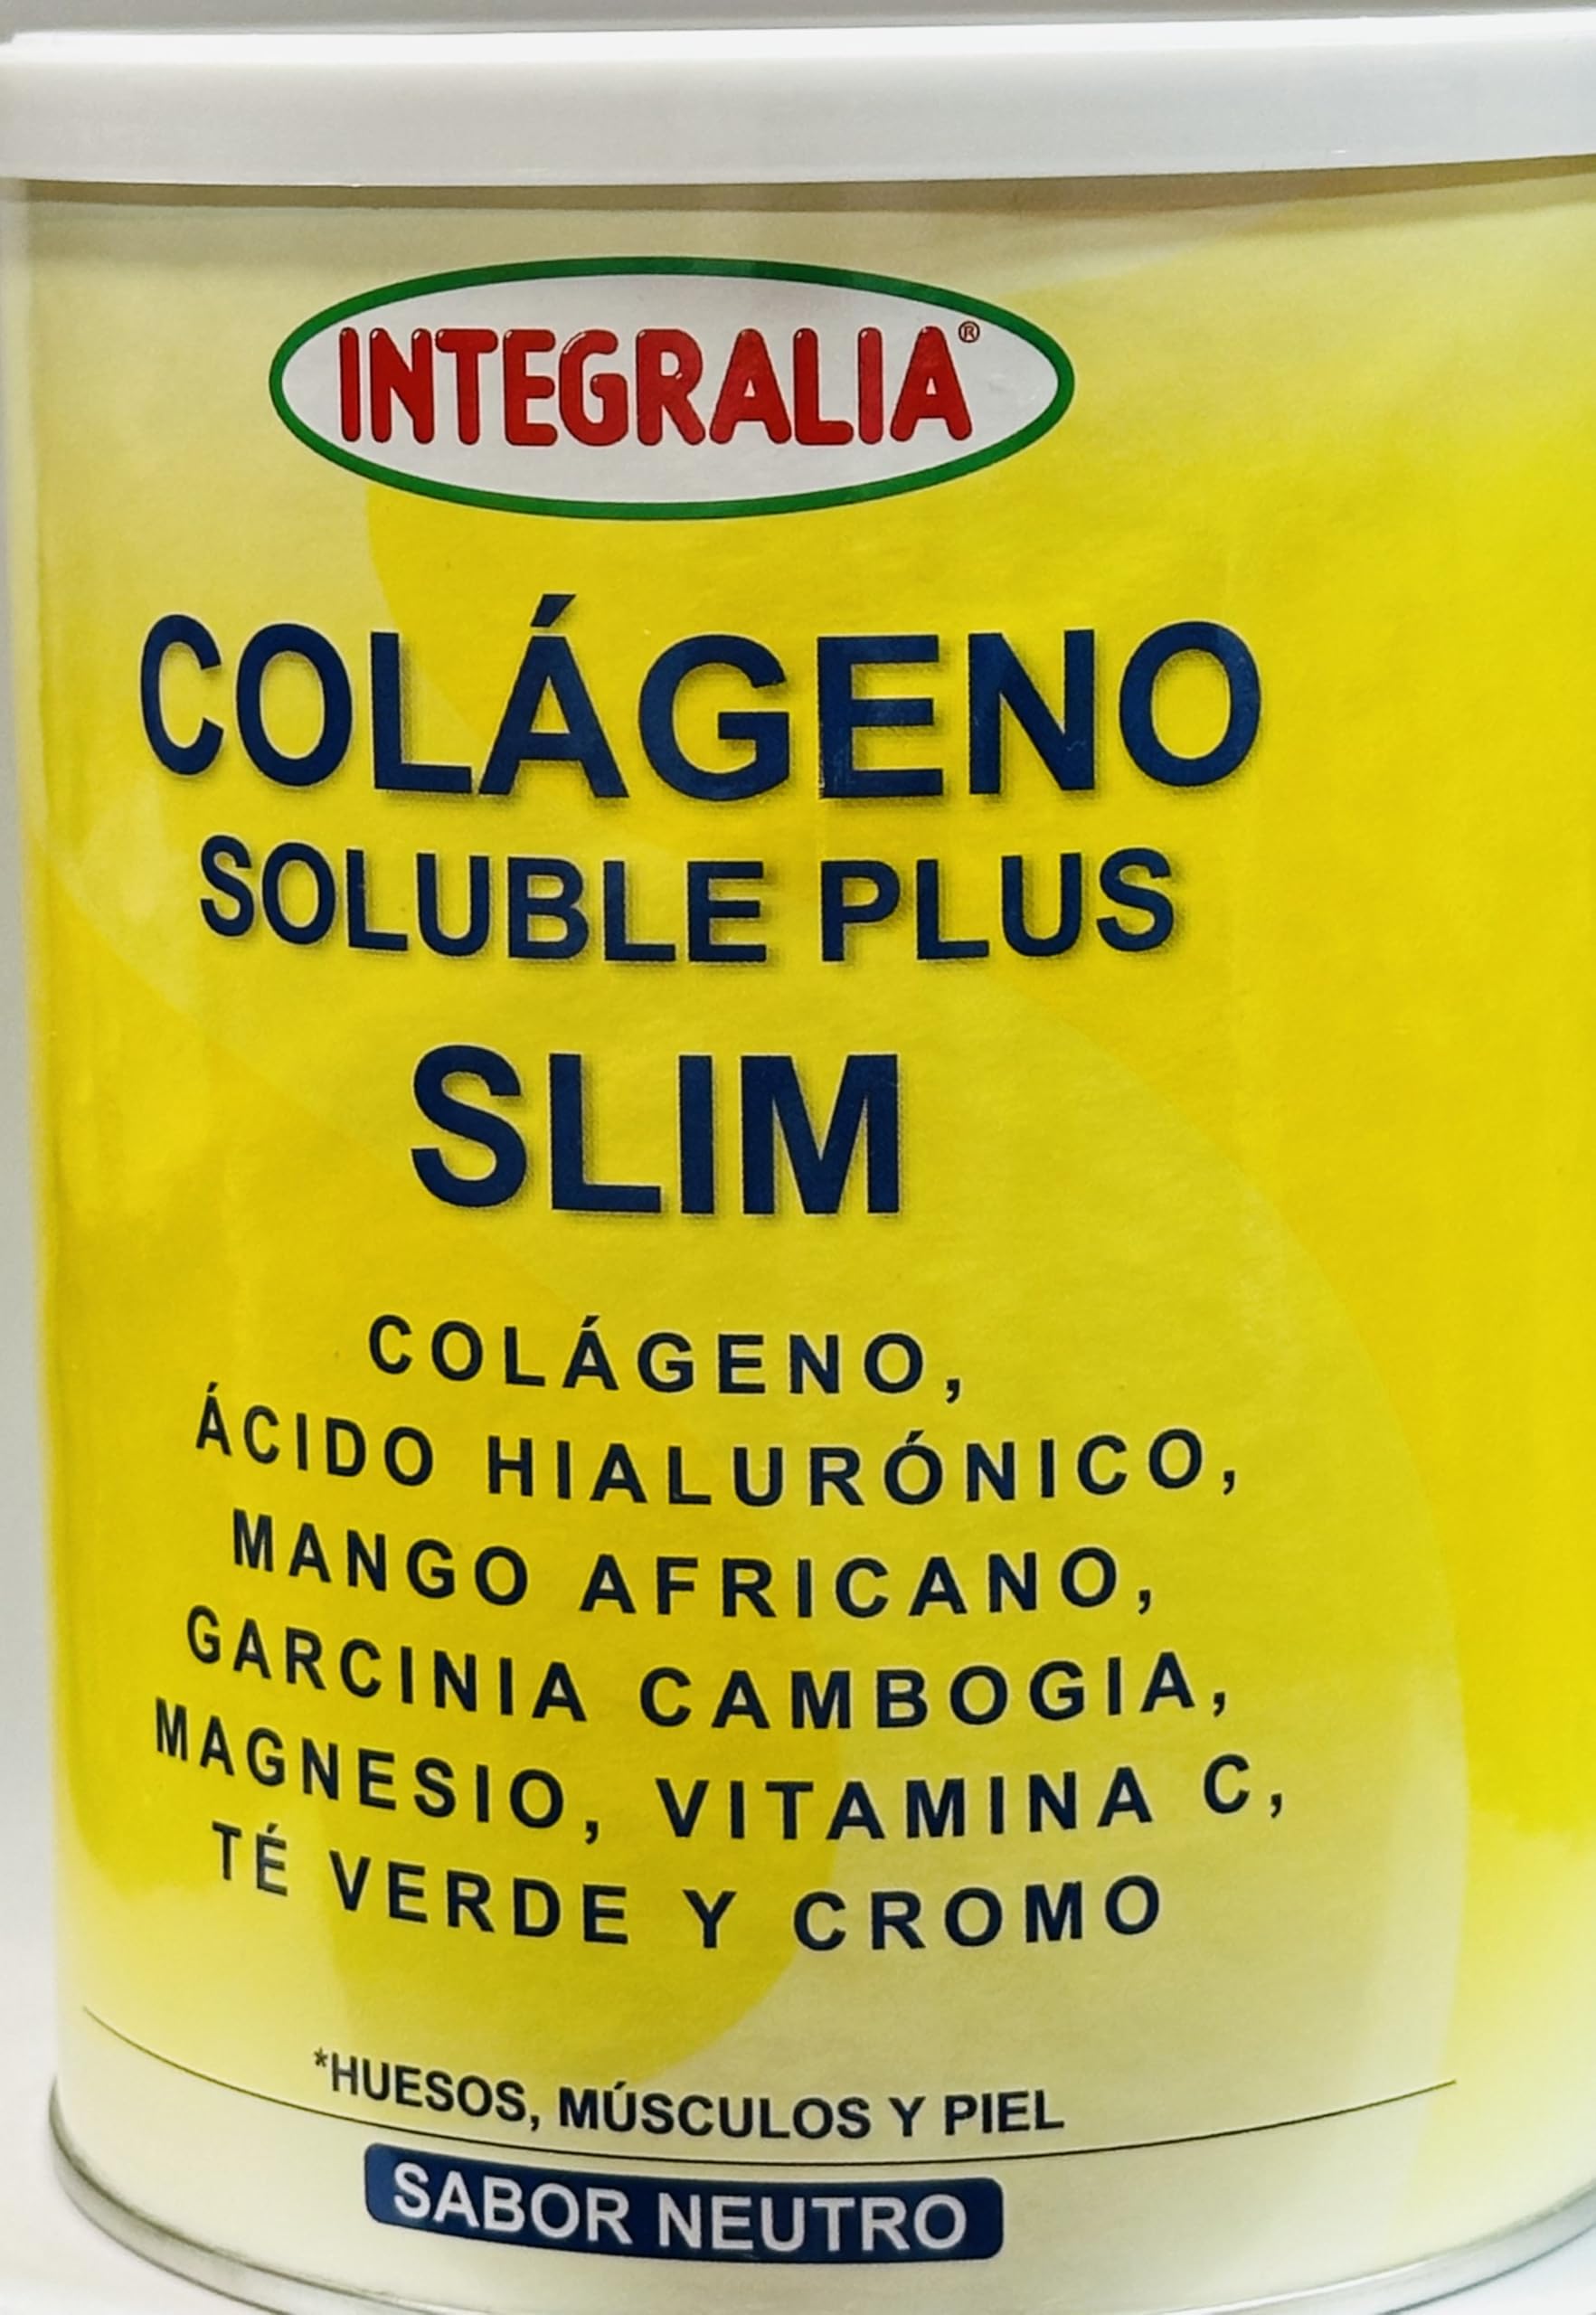 INTEGRALIA®
COLÁGENO
SOLUBLE PLUS
SLIM
COLÁGENO,
ÁCIDO HIALURÓNICO,
MANGO AFRICANO,
GARCINIA CAMBOGIA,
MAGNESIO, VITAMINA C,
TÉ VERDE Y CROMO
*HUESOS, MÚSCULOS Y PIEL
SABOR NEUTRO